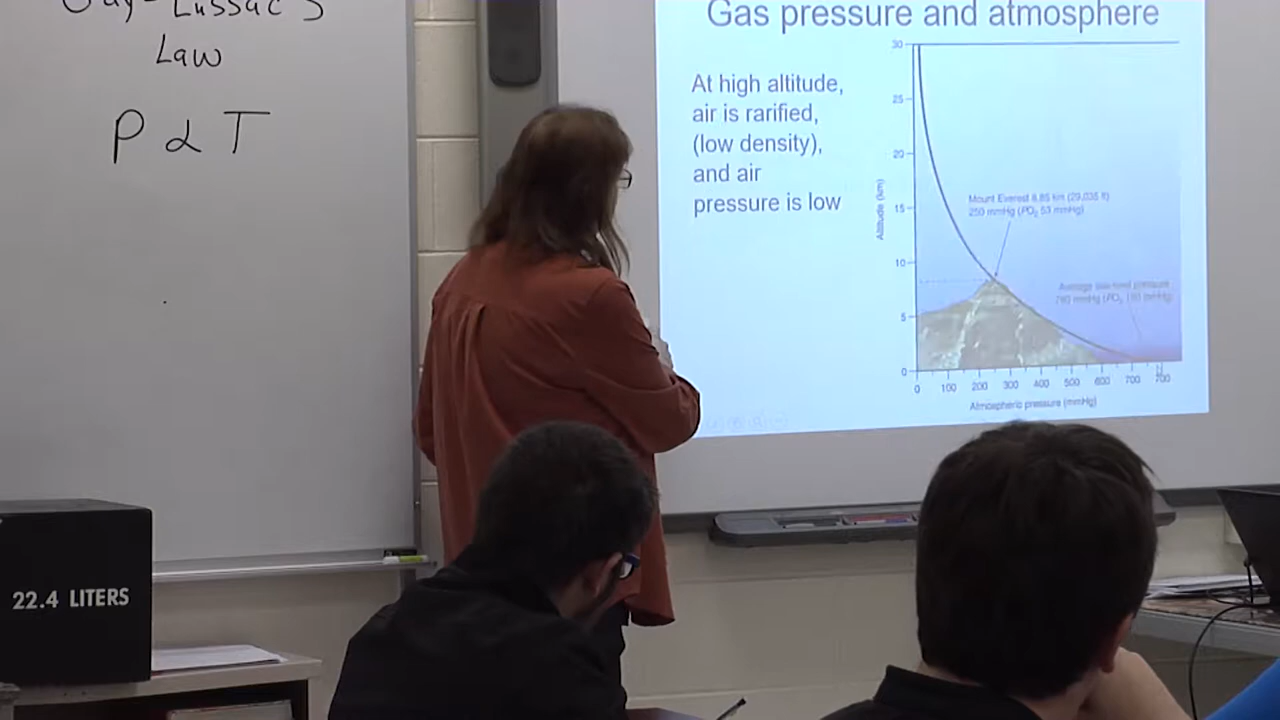 Gay-Lussac's
Law
P α T
22.4 LITERS
Gas pressure and atmosphere
At high altitude,
air is rarified,
(low density),
and air
pressure is low
30
25
20
15
10
5
0
Altitude (km)
Mount Everest 8.85 km (29,035 ft)
250 mmHg (PO2 53 mmHg)
Average sea-level pressure
760 mmHg (PO2 160 mmHg)
0 100 200 300 400 500 600 700 700
Atmospheric pressure (mmHg)